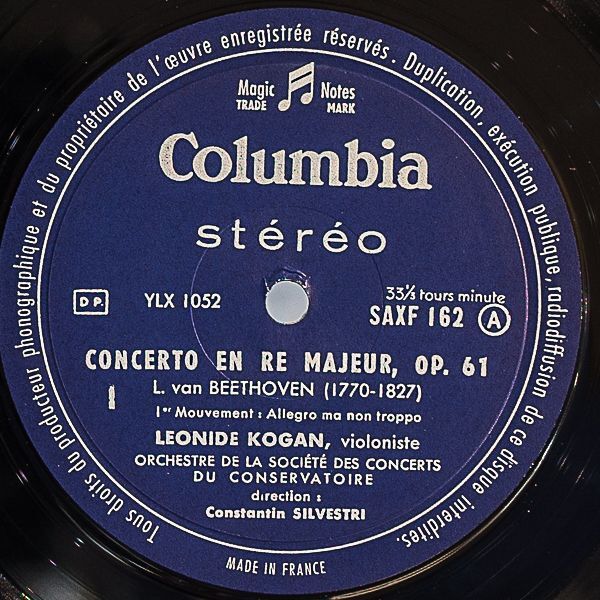 Tous droits du producteur phonographique et du propriétaire de l'œuvre enregistrée réservés. Duplication, exécution publique, radiodiffusion de ce disque interdites.
Magic Notes
TRADE MARK
Columbia
stéréo
D P.
YLX 1052
33⅓ tours minute
SAXF 162 A
CONCERTO EN RE MAJEUR, OP. 61
L. van BEETHOVEN (1770-1827)
1
1er Mouvement : Allegro ma non troppo
LEONIDE KOGAN, violoniste
ORCHESTRE DE LA SOCIÉTÉ DES CONCERTS
DU CONSERVATOIRE
direction :
Constantin SILVESTRI
MADE IN FRANCE